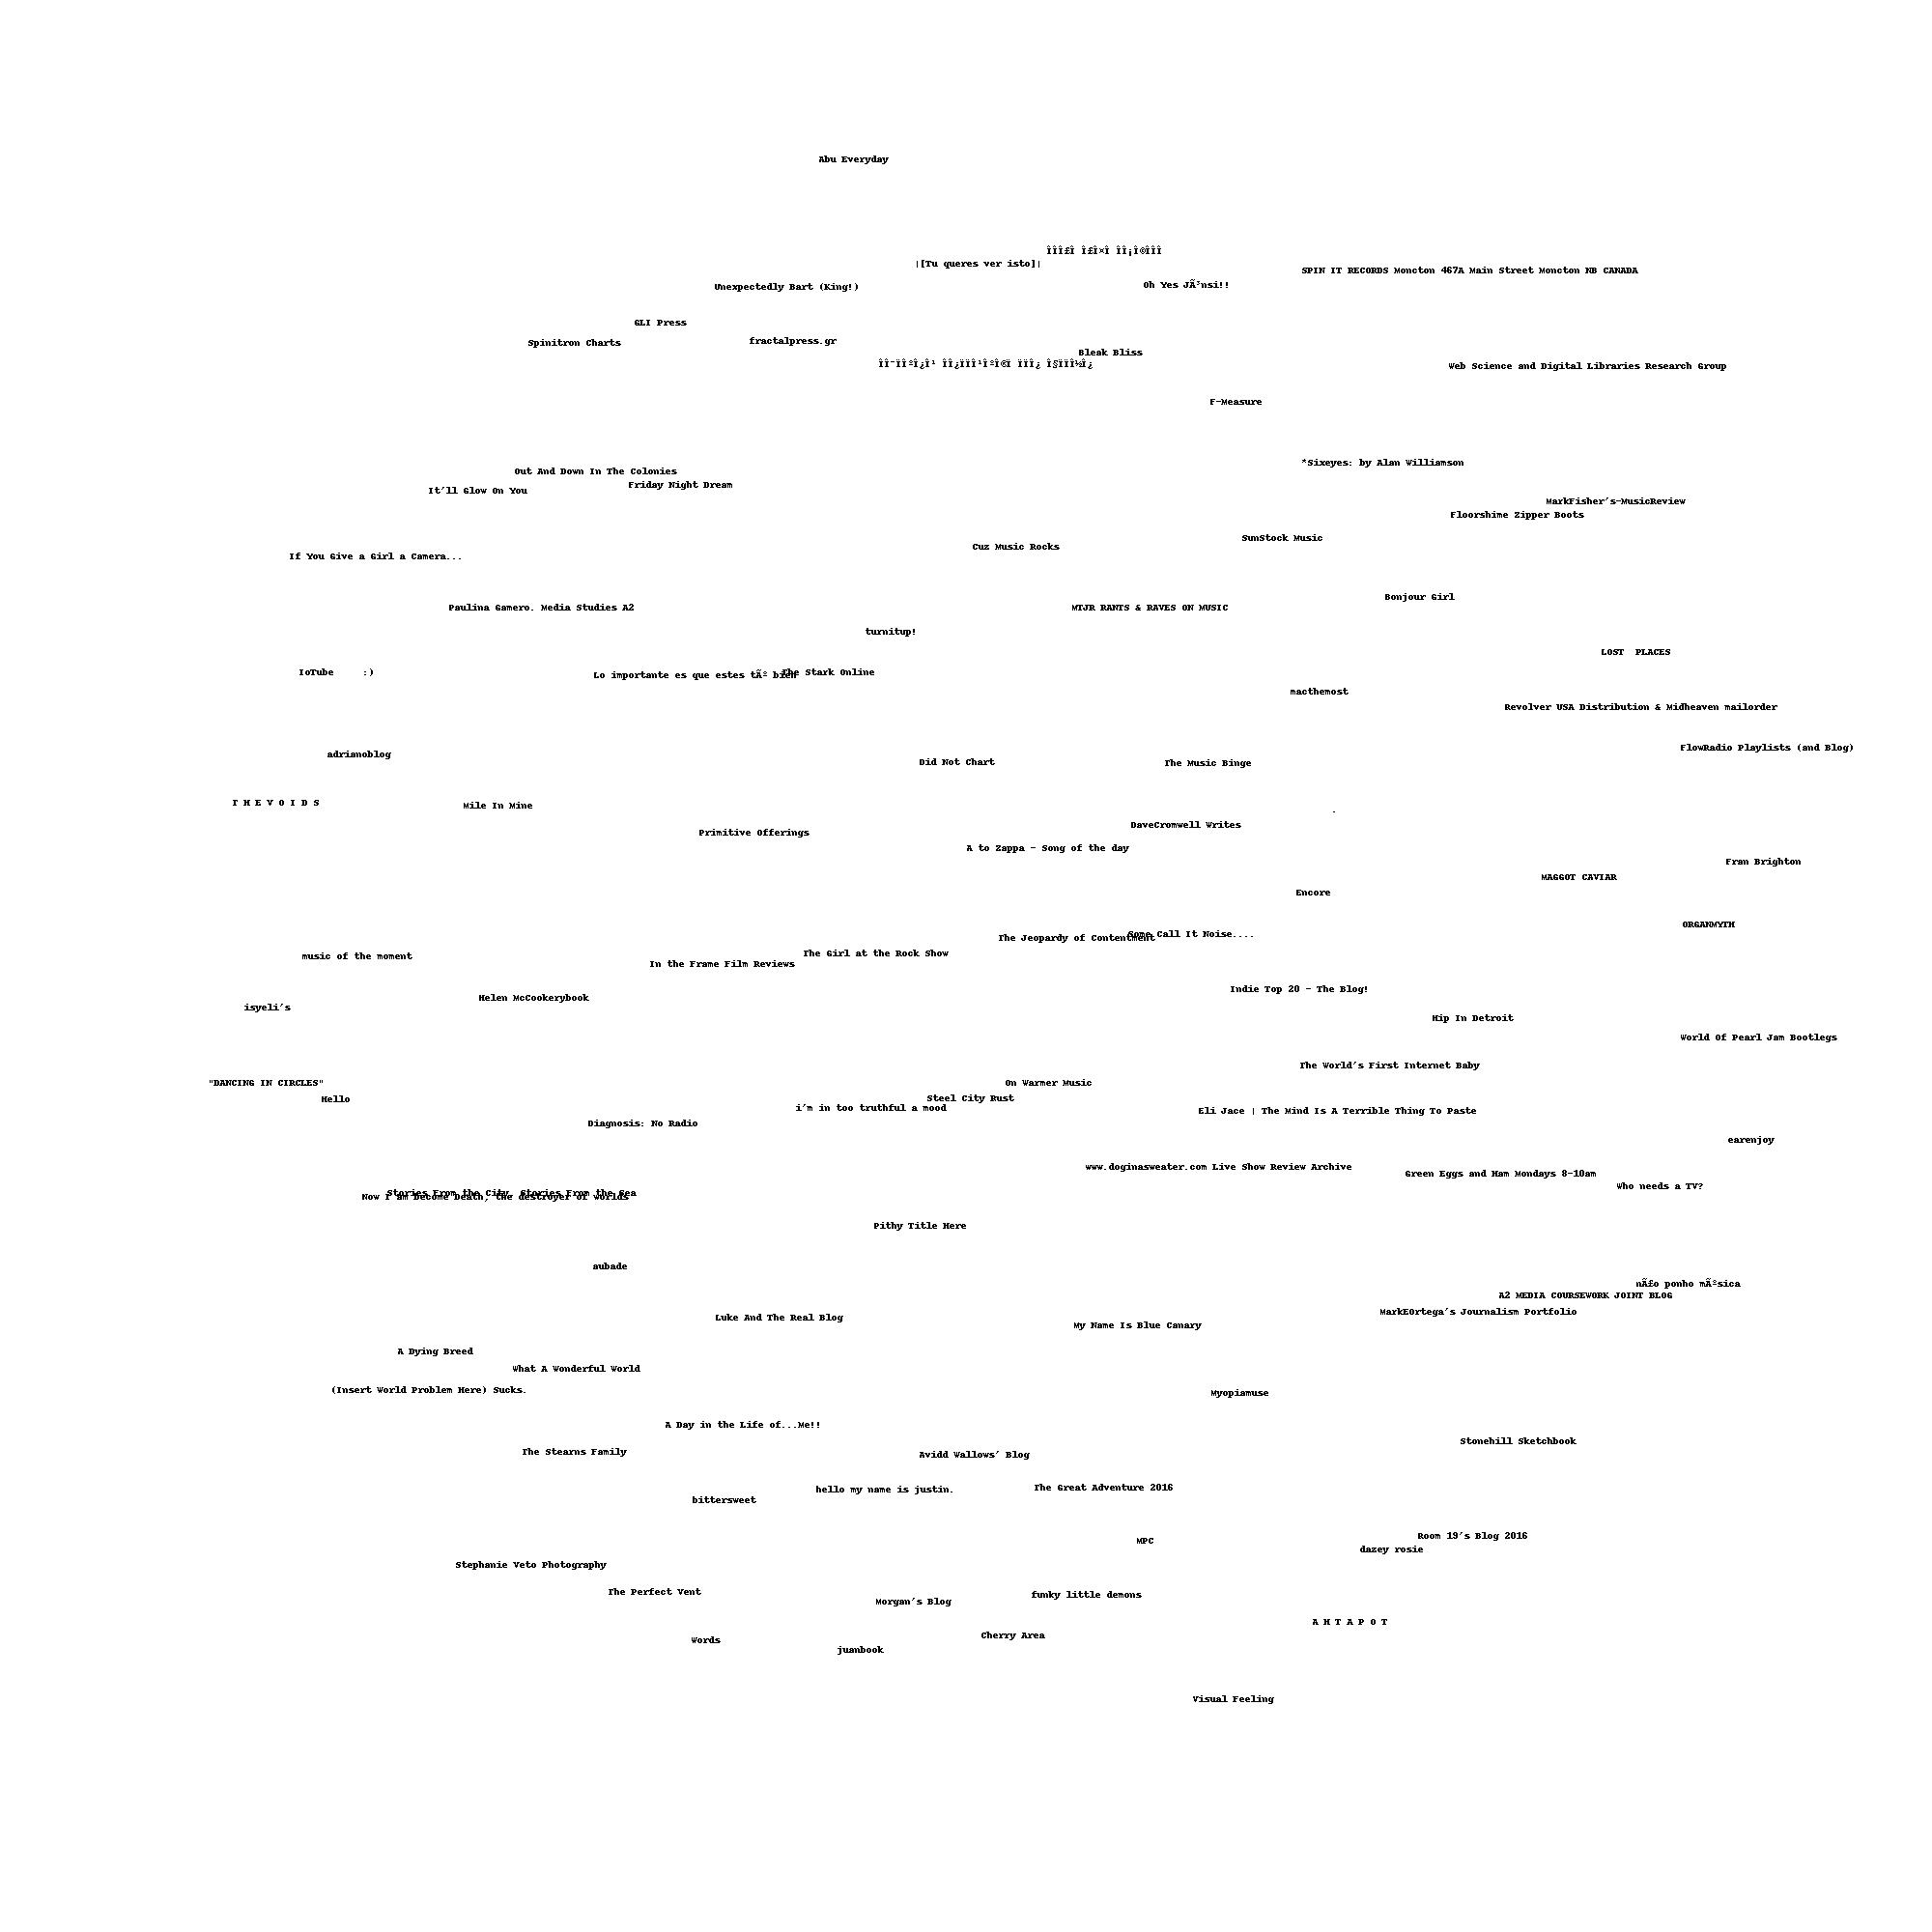 Abu Everyday
ÎÎÎ£Î Î£Î×Î ÎÎ¡Î©ÎÎÎ
|[Tu queres ver isto]|
SPIN IT RECORDS Moncton 467A Main Street Moncton NB CANADA
Oh Yes JÃ³nsi!!
Unexpectedly Bart (King!)
GLI Press
fractalpress.gr
Spinitron Charts
Bleak Bliss
Web Science and Digital Libraries Research Group
F-Measure
*Sixeyes: by Alan Williamson
Out And Down In The Colonies
Friday Night Dream
It'll Glow On You
MarkFisher's-MusicReview
Floorshime Zipper Boots
SunStock Music
Cuz Music Rocks
If You Give a Girl a Camera...
Bonjour Girl
Paulina Gamero. Media Studies A2
MTJR RANTS & RAVES ON MUSIC
turnitup!
LOST  PLACES
IoTube     :)
Lo importante es que estes tÃº bien
The Stark Online
macthemost
Revolver USA Distribution & Midheaven mailorder
FlowRadio Playlists (and Blog)
adrianoblog
Did Not Chart
The Music Binge
T H E V O I D S
Mile In Mine
.
DaveCromwell Writes
Primitive Offerings
A to Zappa - Song of the day
Fran Brighton
MAGGOT CAVIAR
Encore
ORGANMYTH
Some Call It Noise....
The Jeopardy of Contentment
The Girl at the Rock Show
music of the moment
In the Frame Film Reviews
Indie Top 20 - The Blog!
Helen McCookerybook
isyeli's
Hip In Detroit
World Of Pearl Jam Bootlegs
The World's First Internet Baby
"DANCING IN CIRCLES"
On Warmer Music
Hello
Steel City Rust
i'm in too truthful a mood
Eli Jace | The Mind Is A Terrible Thing To Paste
Diagnosis: No Radio
earenjoy
www.doginasweater.com Live Show Review Archive
Green Eggs and Ham Mondays 8-10am
Who needs a TV?
Stories From the City, Stories From the Sea
Now I am become Death, the destroyer of worlds
Pithy Title Here
aubade
nÃ£o ponho mÃºsica
A2 MEDIA COURSEWORK JOINT BLOG
MarkEOrtega's Journalism Portfolio
Luke And The Real Blog
My Name Is Blue Canary
A Dying Breed
What A Wonderful World
(Insert World Problem Here) Sucks.
Myopiamuse
A Day in the Life of...Me!!
Stonehill Sketchbook
The Stearns Family
Avidd Wallows' Blog
The Great Adventure 2016
hello my name is justin.
bittersweet
Room 19's Blog 2016
MPC
dazey rosie
Stephanie Veto Photography
The Perfect Vent
funky little demons
Morgan's Blog
A H T A P O T
Cherry Area
Words
juanbook
Visual Feeling